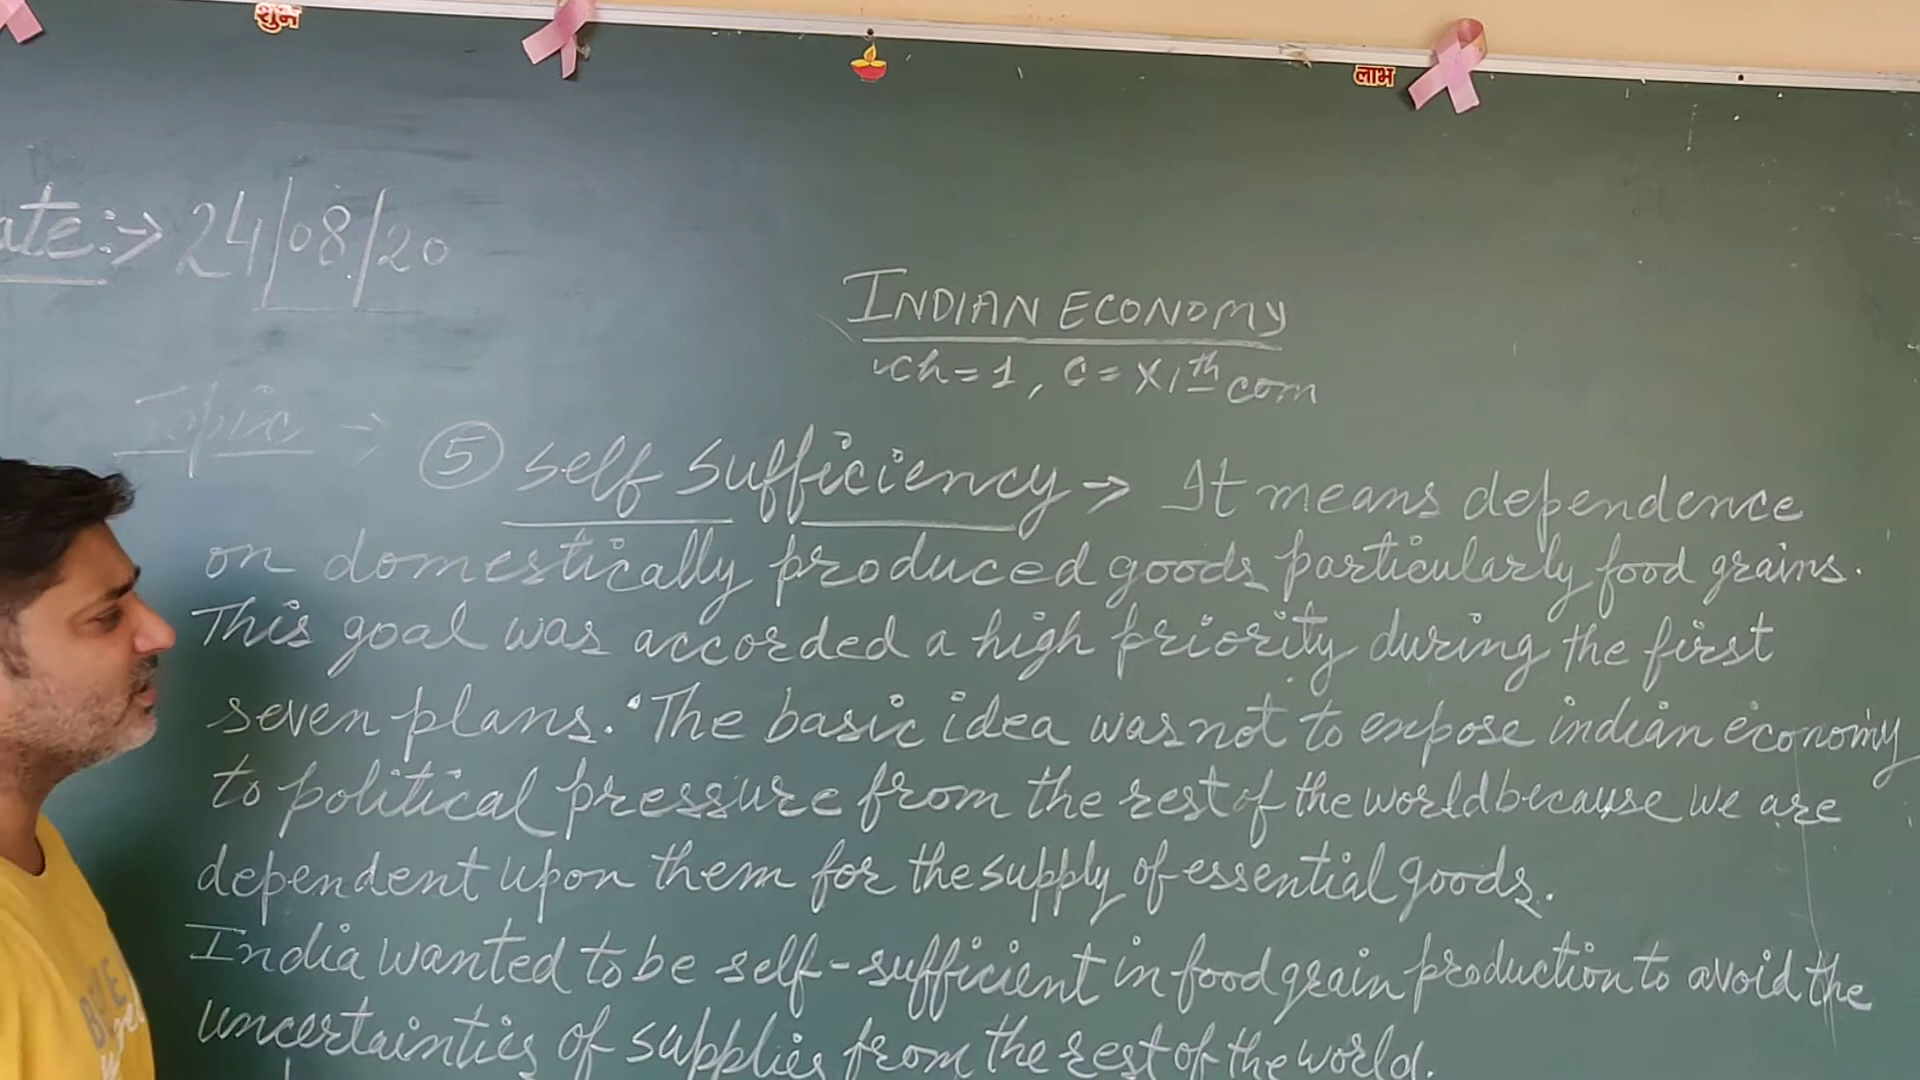 शुभ
लाभ
ate:-> 24/08/20
INDIAN ECONOMY
Ch=1, C= XIth com
Topic ->
⑤ Self Sufficiency -> It means dependence
on domestically produced goods particularly food grains.
This goal was accorded a high priority during the first
seven plans. The basic idea was not to expose indian economy
to political pressure from the rest of the world because we are
dependent upon them for the supply of essential goods.
India wanted to be self-sufficient in food grain production to avoid the
uncertainties of supplies from the rest of the world.